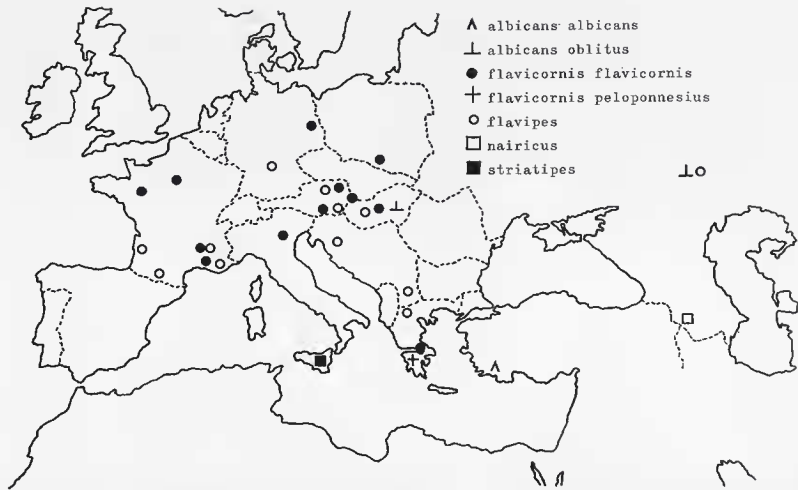 albicans albicans
albicans oblitus
flavicornis flavicornis
flavicornis peloponnesius
flavipes
nairicus
striatipes